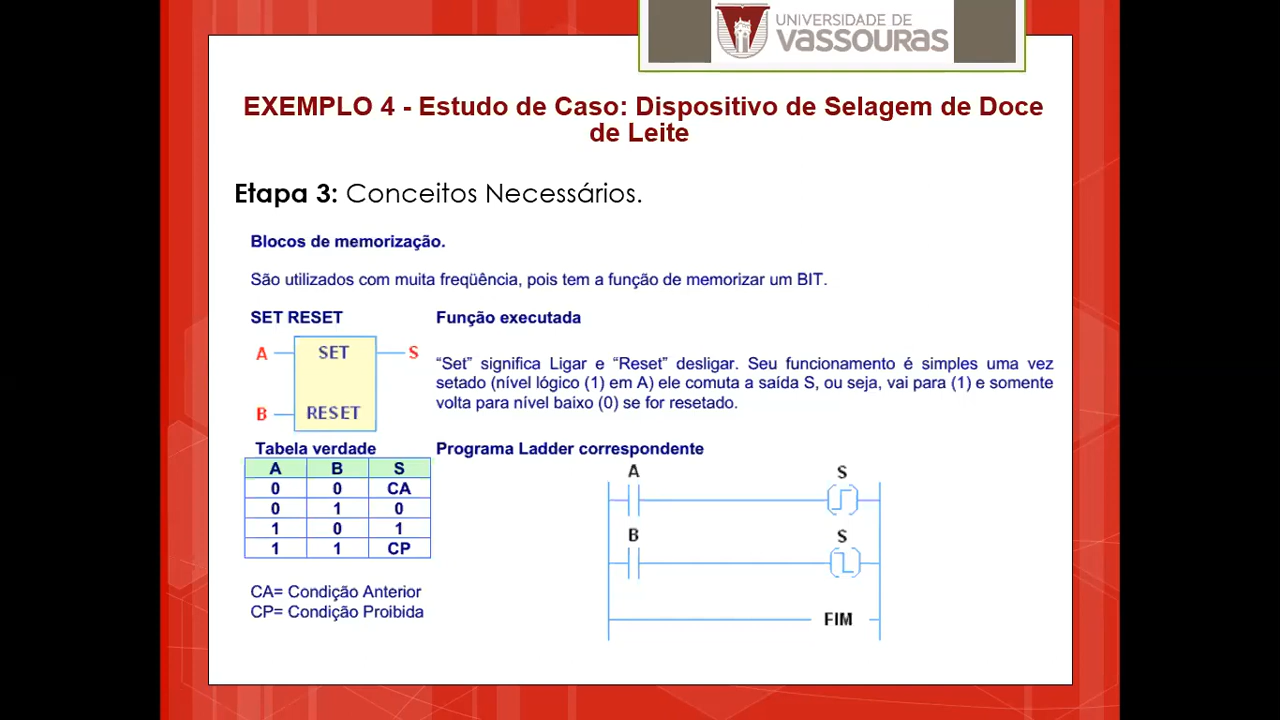 UNIVERSIDADE DE
VASSOURAS
EXEMPLO 4 - Estudo de Caso: Dispositivo de Selagem de Doce
de Leite
Etapa 3: Conceitos Necessários.
Blocos de memorização.
São utilizados com muita freqüência, pois tem a função de memorizar um BIT.
SET RESET
A SET S
B RESET
Função executada
“Set” significa Ligar e “Reset” desligar. Seu funcionamento é simples uma vez
setado (nível lógico (1) em A) ele comuta a saída S, ou seja, vai para (1) e somente
volta para nível baixo (0) se for resetado.
Tabela verdade
A B S
0 0 CA
0 1 0
1 0 1
1 1 CP
CA= Condição Anterior
CP= Condição Proibida
Programa Ladder correspondente
A S
B S
FIM